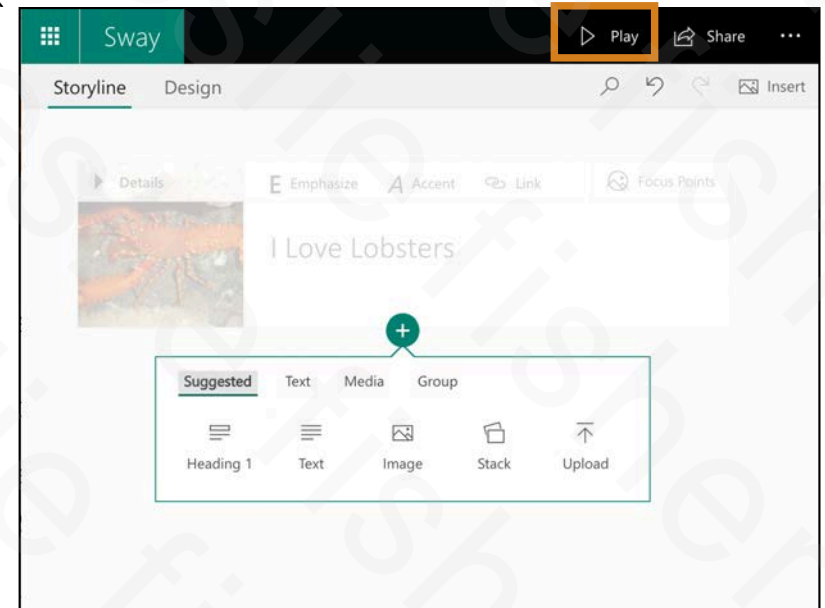 Sway
Play
Share
Storyline
Design
Insert
Details
E Emphasize
A Accent
Link
Focus Points
I Love Lobsters
Suggested
Text
Media
Group
Heading 1
Text
Image
Stack
Upload